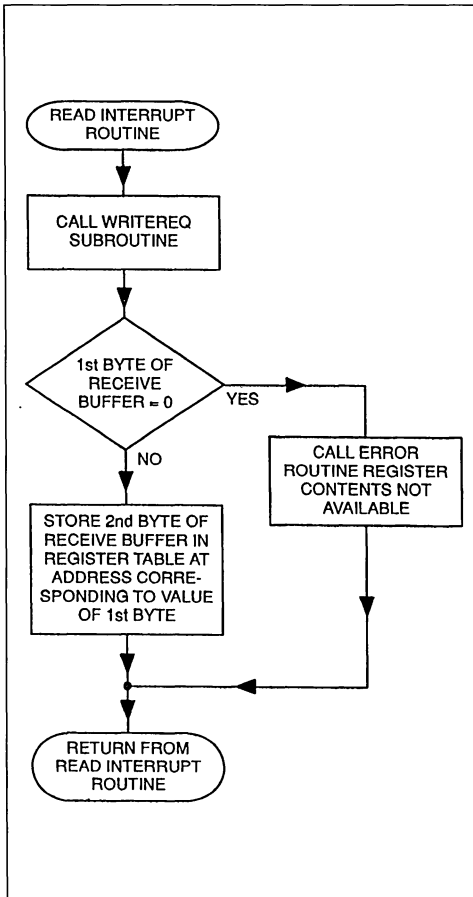 READ INTERRUPT
ROUTINE
CALL WRITEREQ
SUBROUTINE
1st BYTE OF
RECEIVE
BUFFER = 0
YES
NO
CALL ERROR
ROUTINE REGISTER
CONTENTS NOT
AVAILABLE
STORE 2nd BYTE OF
RECEIVE BUFFER IN
REGISTER TABLE AT
ADDRESS CORRE-
SPONDING TO VALUE
OF 1st BYTE
RETURN FROM
READ INTERRUPT
ROUTINE